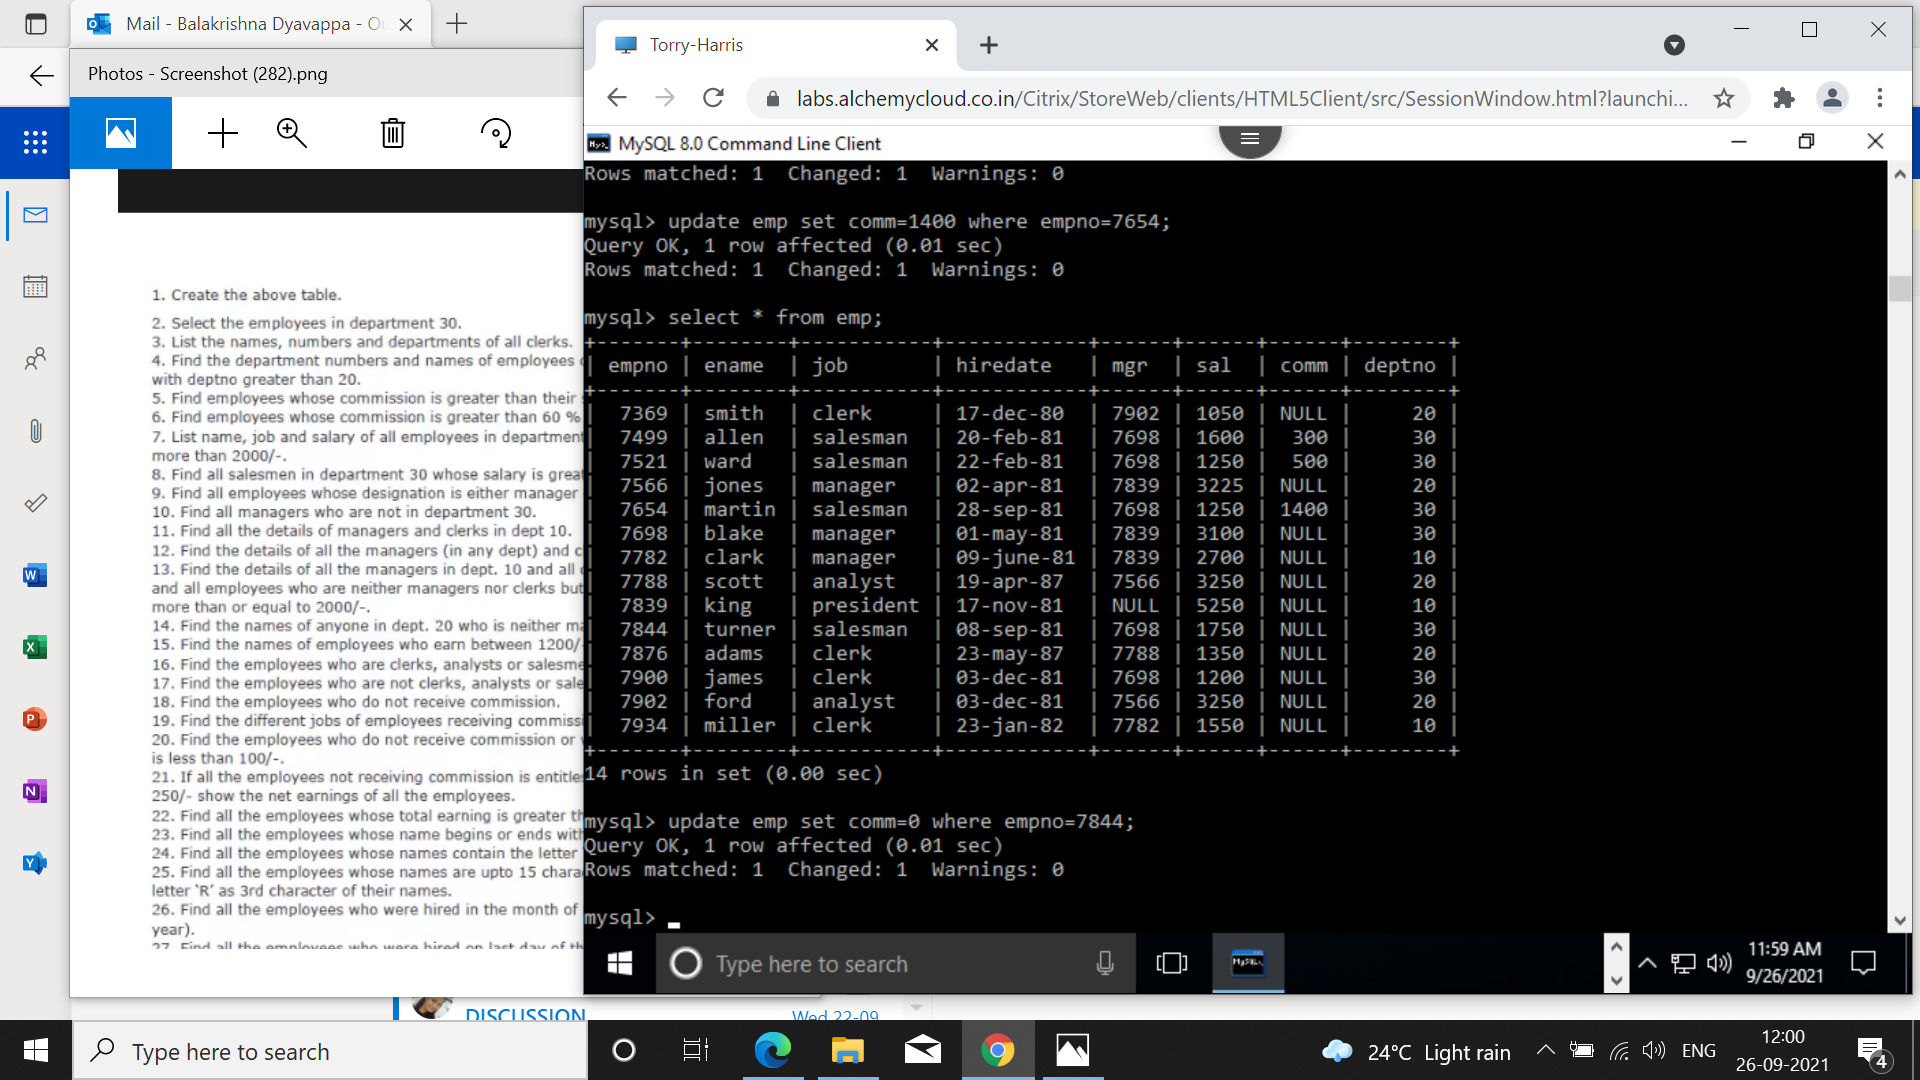 Mail - Balakrishna Dyavappa - Ou
Photos - Screenshot (282).png
1. Create the above table.
2. Select the employees in department 30.
3. List the names, numbers and departments of all clerks.
4. Find the department numbers and names of employees
with deptno greater than 20.
5. Find employees whose commission is greater than their
6. Find employees whose commission is greater than 60 %
7. List name, job and salary of all employees in department
more than 2000/-.
8. Find all salesmen in department 30 whose salary is great
9. Find all employees whose designation is either manager
10. Find all managers who are not in department 30.
11. Find all the details of managers and clerks in dept 10.
12. Find the details of all the managers (in any dept) and c
13. Find the details of all the managers in dept. 10 and all
and all employees who are neither managers nor clerks but
more than or equal to 2000/-.
14. Find the names of anyone in dept. 20 who is neither ma
15. Find the names of employees who earn between 1200/-
16. Find the employees who are clerks, analysts or salesme
17. Find the employees who are not clerks, analysts or sale
18. Find the employees who do not receive commission.
19. Find the different jobs of employees receiving commissi
20. Find the employees who do not receive commission or
is less than 100/-.
21. If all the employees not receiving commission is entitle
250/- show the net earnings of all the employees.
22. Find all the employees whose total earning is greater th
23. Find all the employees whose name begins or ends with
24. Find all the employees whose names contain the letter
25. Find all the employees whose names are upto 15 chara
letter 'R' as 3rd character of their names.
26. Find all the employees who were hired in the month of
year).
27. Find all the employees who were hired on last day of th
DISCUSSION
Wed 22-09
Torry-Harris
labs.alchemycloud.co.in/Citrix/StoreWeb/clients/HTML5Client/src/SessionWindow.html?launchi...
MySQL 8.0 Command Line Client
Rows matched: 1 Changed: 1 Warnings: 0
mysql> update emp set comm=1400 where empno=7654;
Query OK, 1 row affected (0.01 sec)
Rows matched: 1 Changed: 1 Warnings: 0
mysql> select * from emp;
+-------+--------+-----------+------------+------+------+------+--------+
| empno | ename | job | hiredate | mgr | sal | comm | deptno |
+-------+--------+-----------+------------+------+------+------+--------+
| 7369 | smith | clerk | 17-dec-80 | 7902 | 1050 | NULL | 20 |
| 7499 | allen | salesman | 20-feb-81 | 7698 | 1600 | 300 | 30 |
| 7521 | ward | salesman | 22-feb-81 | 7698 | 1250 | 500 | 30 |
| 7566 | jones | manager | 02-apr-81 | 7839 | 3225 | NULL | 20 |
| 7654 | martin | salesman | 28-sep-81 | 7698 | 1250 | 1400 | 30 |
| 7698 | blake | manager | 01-may-81 | 7839 | 3100 | NULL | 30 |
| 7782 | clark | manager | 09-june-81 | 7839 | 2700 | NULL | 10 |
| 7788 | scott | analyst | 19-apr-87 | 7566 | 3250 | NULL | 20 |
| 7839 | king | president | 17-nov-81 | NULL | 5250 | NULL | 10 |
| 7844 | turner | salesman | 08-sep-81 | 7698 | 1750 | NULL | 30 |
| 7876 | adams | clerk | 23-may-87 | 7788 | 1350 | NULL | 20 |
| 7900 | james | clerk | 03-dec-81 | 7698 | 1200 | NULL | 30 |
| 7902 | ford | analyst | 03-dec-81 | 7566 | 3250 | NULL | 20 |
| 7934 | miller | clerk | 23-jan-82 | 7782 | 1550 | NULL | 10 |
+-------+--------+-----------+------------+------+------+------+--------+
14 rows in set (0.00 sec)
mysql> update emp set comm=0 where empno=7844;
Query OK, 1 row affected (0.01 sec)
Rows matched: 1 Changed: 1 Warnings: 0
mysql> _
Type here to search
11:59 AM
9/26/2021
Type here to search
24°C Light rain
ENG
12:00
26-09-2021
4